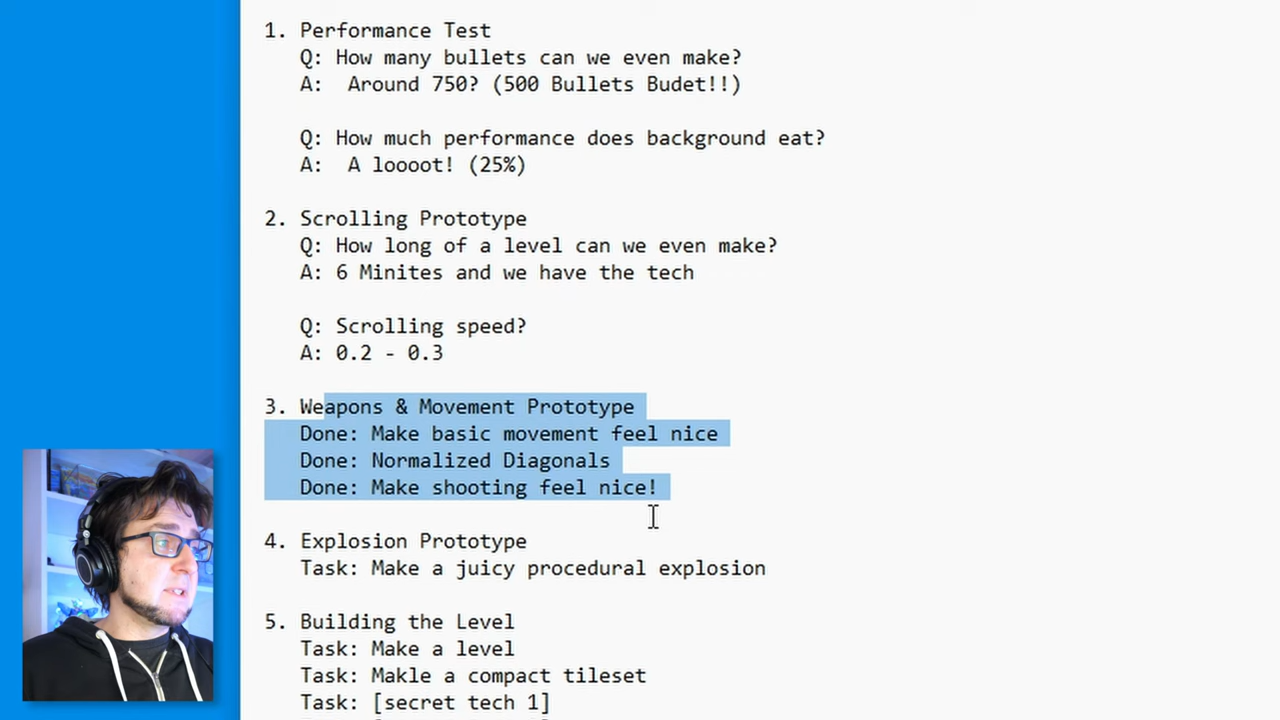 1. Performance Test
Q: How many bullets can we even make?
A: Around 750? (500 Bullets Budet!!)
Q: How much performance does background eat?
A: A loooot! (25%)
2. Scrolling Prototype
Q: How long of a level can we even make?
A: 6 Minites and we have the tech
Q: Scrolling speed?
A: 0.2 - 0.3
3. Weapons & Movement Prototype
Done: Make basic movement feel nice
Done: Normalized Diagonals
Done: Make shooting feel nice!
4. Explosion Prototype
Task: Make a juicy procedural explosion
5. Building the Level
Task: Make a level
Task: Makle a compact tileset
Task: [secret tech 1]